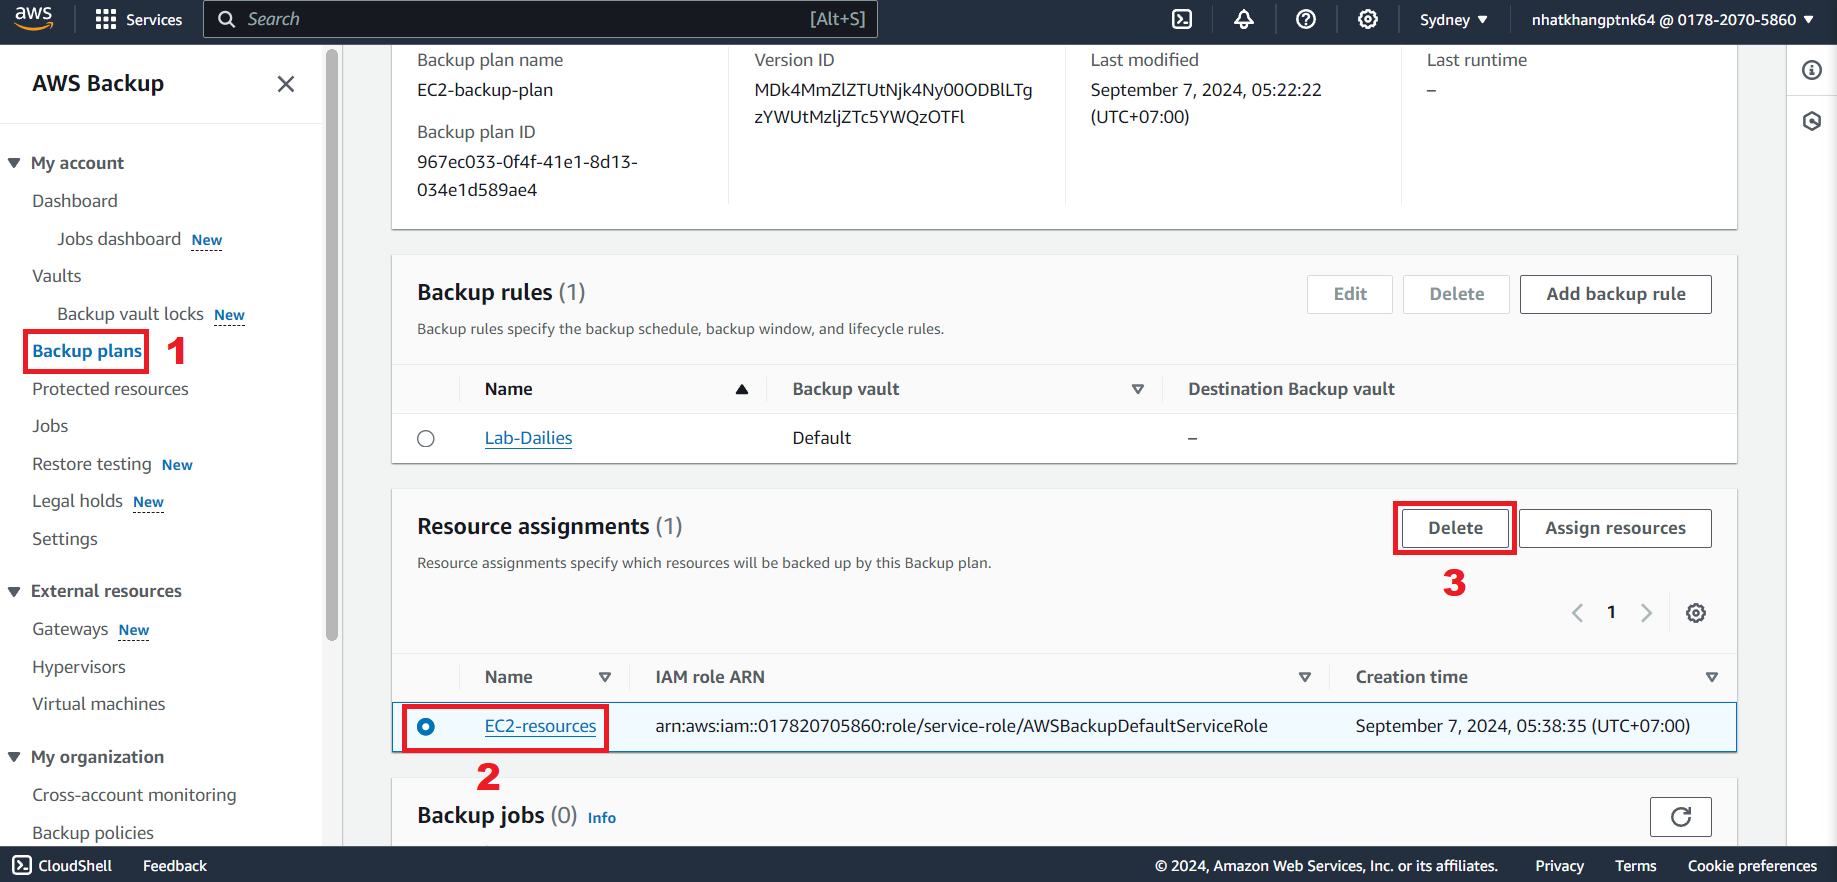 aws
Services
Search
[Alt+S]
Sydney ▼
nhatkhangptnk64 @ 0178-2070-5860 ▼
AWS Backup
My account
Dashboard
Jobs dashboard New
Vaults
Backup vault locks New
Backup plans 1
Protected resources
Jobs
Restore testing New
Legal holds New
Settings
External resources
Gateways New
Hypervisors
Virtual machines
My organization
Cross-account monitoring
Backup policies
Backup plan name
EC2-backup-plan
Backup plan ID
967ec033-0f4f-41e1-8d13-
034e1d589ae4
Version ID
MDk4MmZlZTUtNjk4Ny00ODBlLTg
zYWUtMzljZTc5YWQzOTFl
Last modified
September 7, 2024, 05:22:22
(UTC+07:00)
Last runtime
–
Backup rules (1)
Edit
Delete
Add backup rule
Backup rules specify the backup schedule, backup window, and lifecycle rules.
Name
Backup vault
Destination Backup vault
Lab-Dailies
Default
–
Resource assignments (1)
Delete
Assign resources
Resource assignments specify which resources will be backed up by this Backup plan.
3
1
Name
IAM role ARN
Creation time
EC2-resources
arn:aws:iam::017820705860:role/service-role/AWSBackupDefaultServiceRole
September 7, 2024, 05:38:35 (UTC+07:00)
2
Backup jobs (0) Info
CloudShell
Feedback
© 2024, Amazon Web Services, Inc. or its affiliates.
Privacy
Terms
Cookie preferences